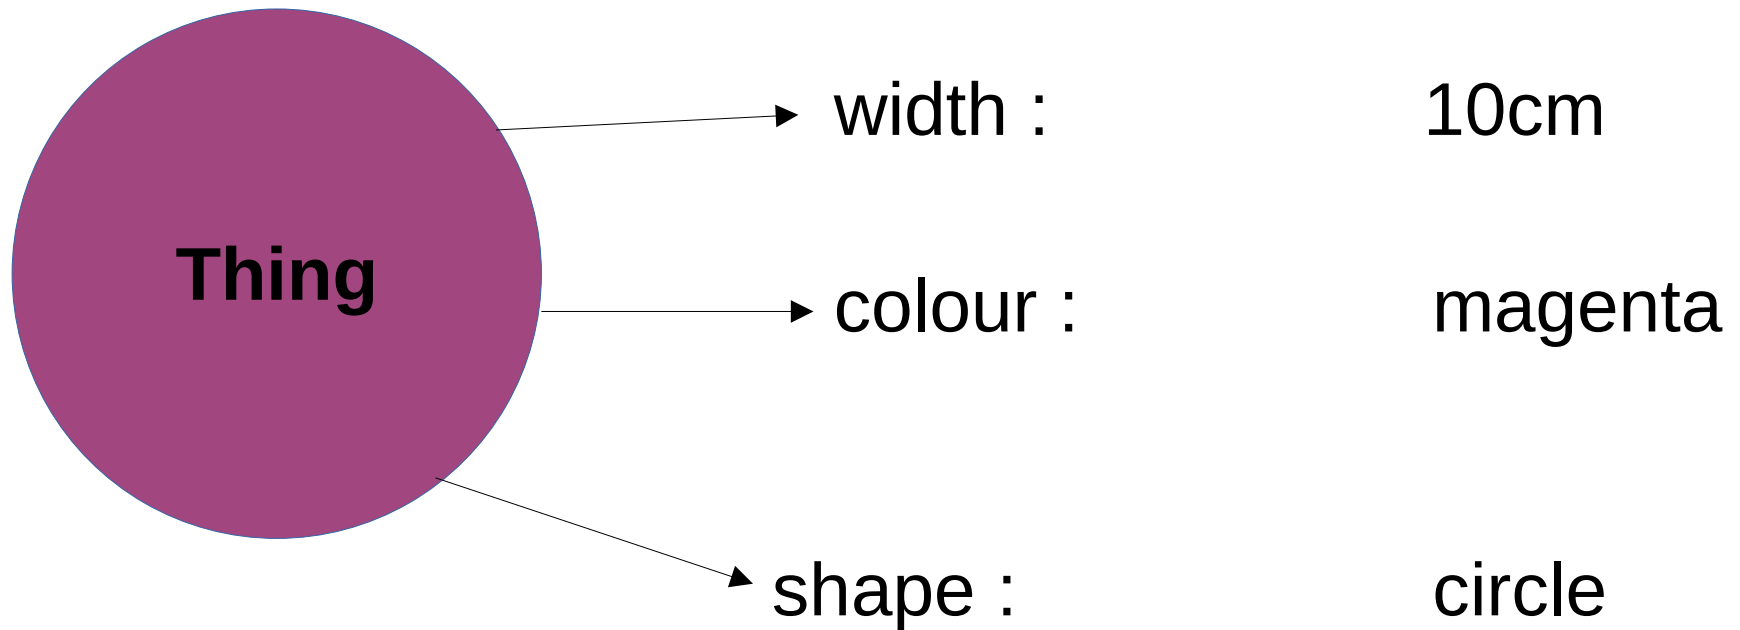 width : 10cm
Thing
colour : magenta
shape : circle